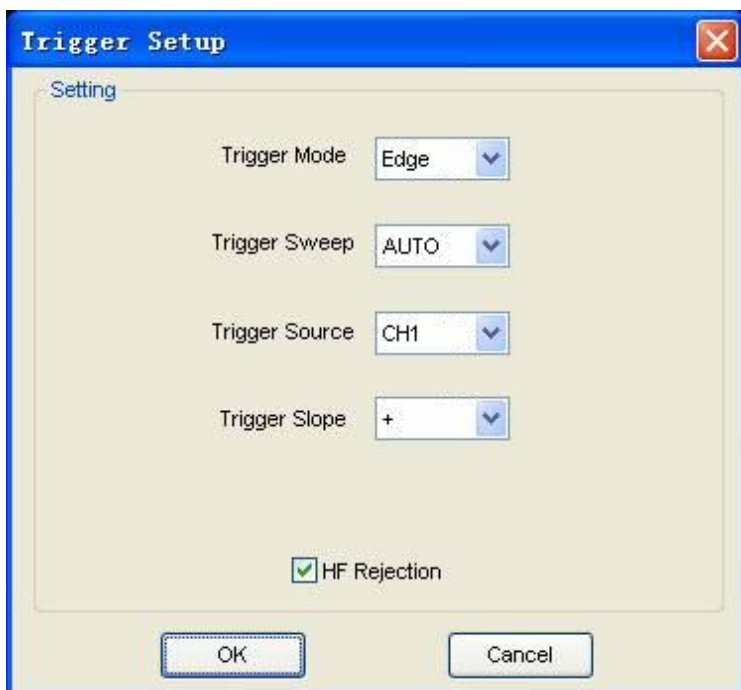 Trigger Setup
Setting
Trigger Mode Edge
Trigger Sweep AUTO
Trigger Source CH1
Trigger Slope +
HF Rejection
OK Cancel